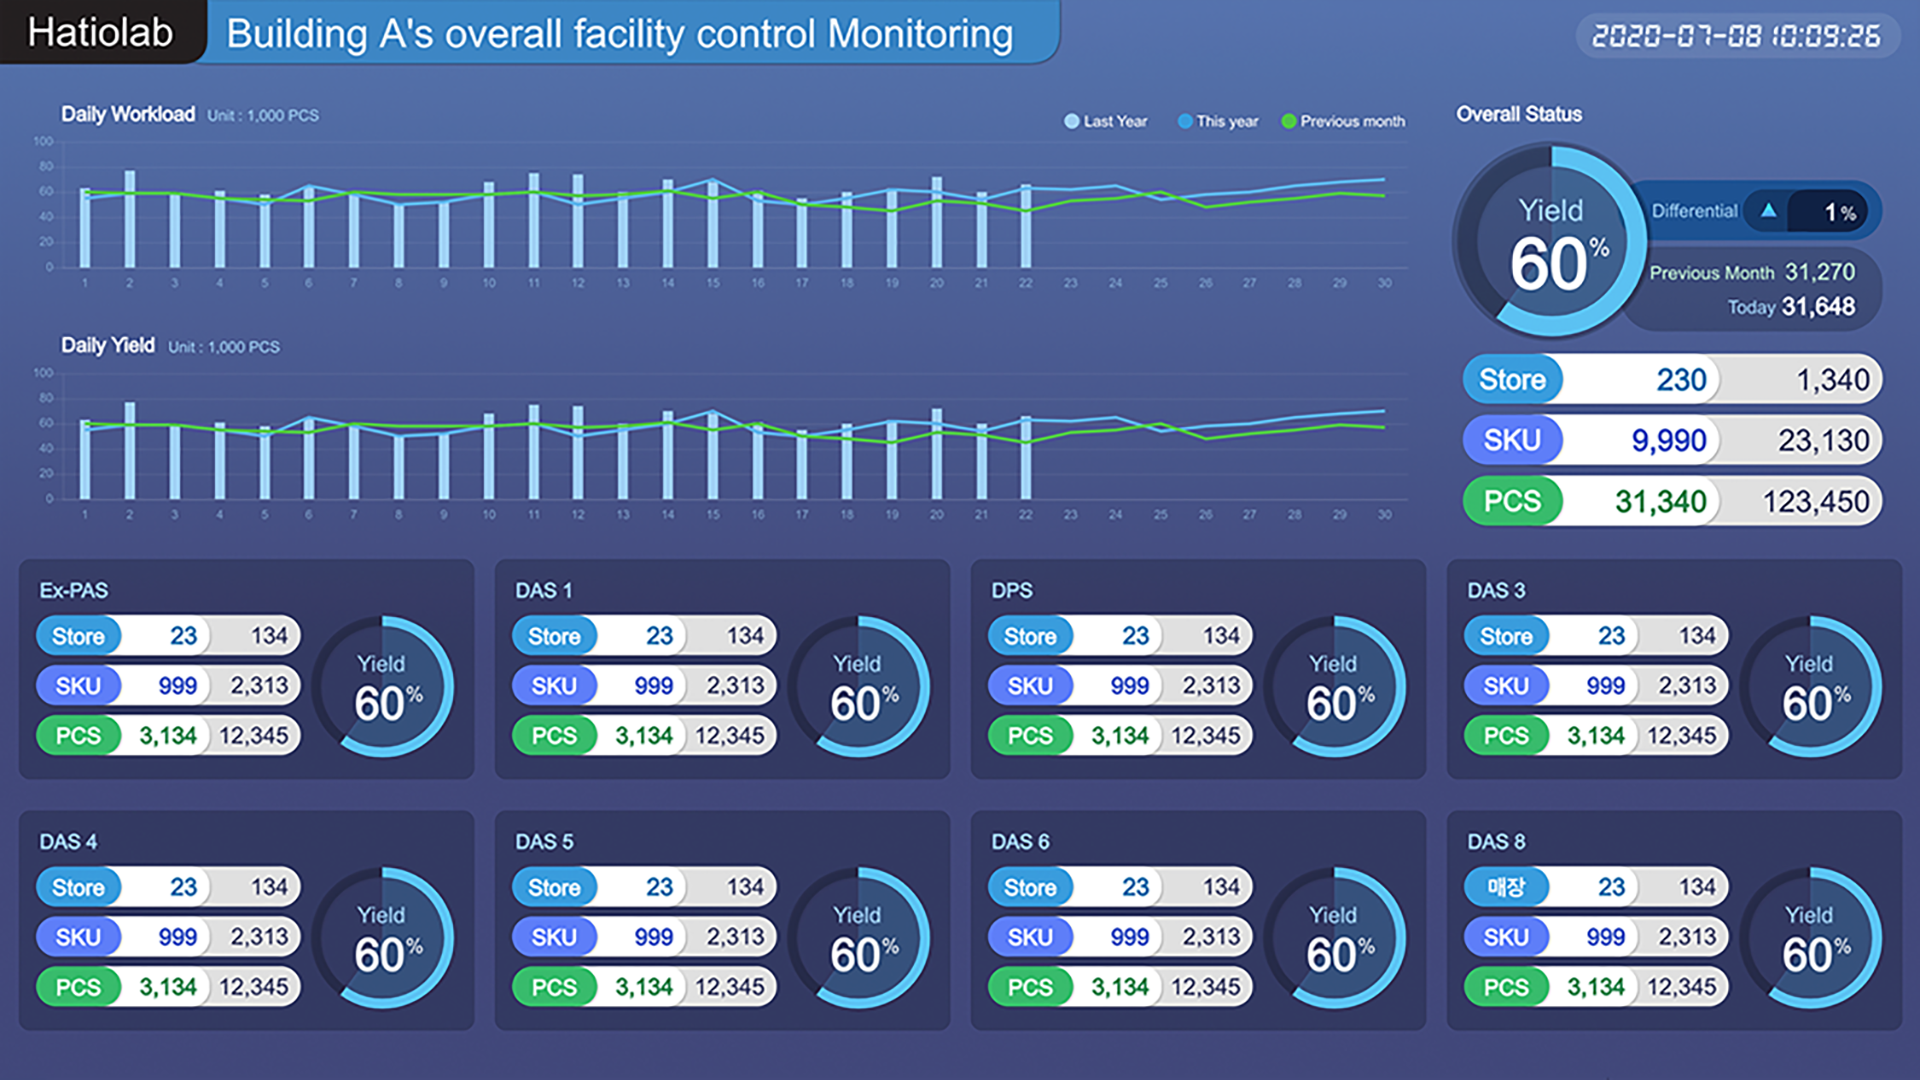 Hatiolab
Building A's overall facility control Monitoring
2020-07-08 10:09:26
Daily Workload Unit : 1,000 PCS
Last Year This year Previous month
100
80
60
40
20
0
1 2 3 4 5 6 7 8 9 10 11 12 13 14 15 16 17 18 19 20 21 22 23 24 25 26 27 28 29 30
Daily Yield Unit : 1,000 PCS
100
80
60
40
20
0
1 2 3 4 5 6 7 8 9 10 11 12 13 14 15 16 17 18 19 20 21 22 23 24 25 26 27 28 29 30
Overall Status
Yield
60%
Differential ▲ 1%
Previous Month 31,270
Today 31,648
Store 230 1,340
SKU 9,990 23,130
PCS 31,340 123,450
Ex-PAS
Store 23 134
SKU 999 2,313
PCS 3,134 12,345
Yield
60%
DAS 1
Store 23 134
SKU 999 2,313
PCS 3,134 12,345
Yield
60%
DPS
Store 23 134
SKU 999 2,313
PCS 3,134 12,345
Yield
60%
DAS 3
Store 23 134
SKU 999 2,313
PCS 3,134 12,345
Yield
60%
DAS 4
Store 23 134
SKU 999 2,313
PCS 3,134 12,345
Yield
60%
DAS 5
Store 23 134
SKU 999 2,313
PCS 3,134 12,345
Yield
60%
DAS 6
Store 23 134
SKU 999 2,313
PCS 3,134 12,345
Yield
60%
DAS 8
매장 23 134
SKU 999 2,313
PCS 3,134 12,345
Yield
60%